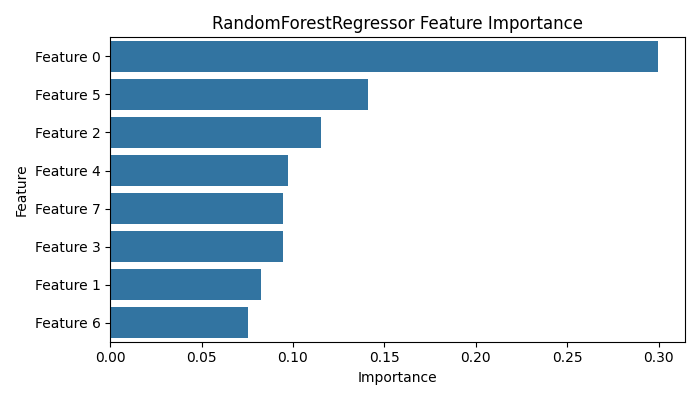 RandomForestRegressor Feature Importance
Feature
Feature 0
Feature 5
Feature 2
Feature 4
Feature 7
Feature 3
Feature 1
Feature 6
0.00 0.05 0.10 0.15 0.20 0.25 0.30
Importance